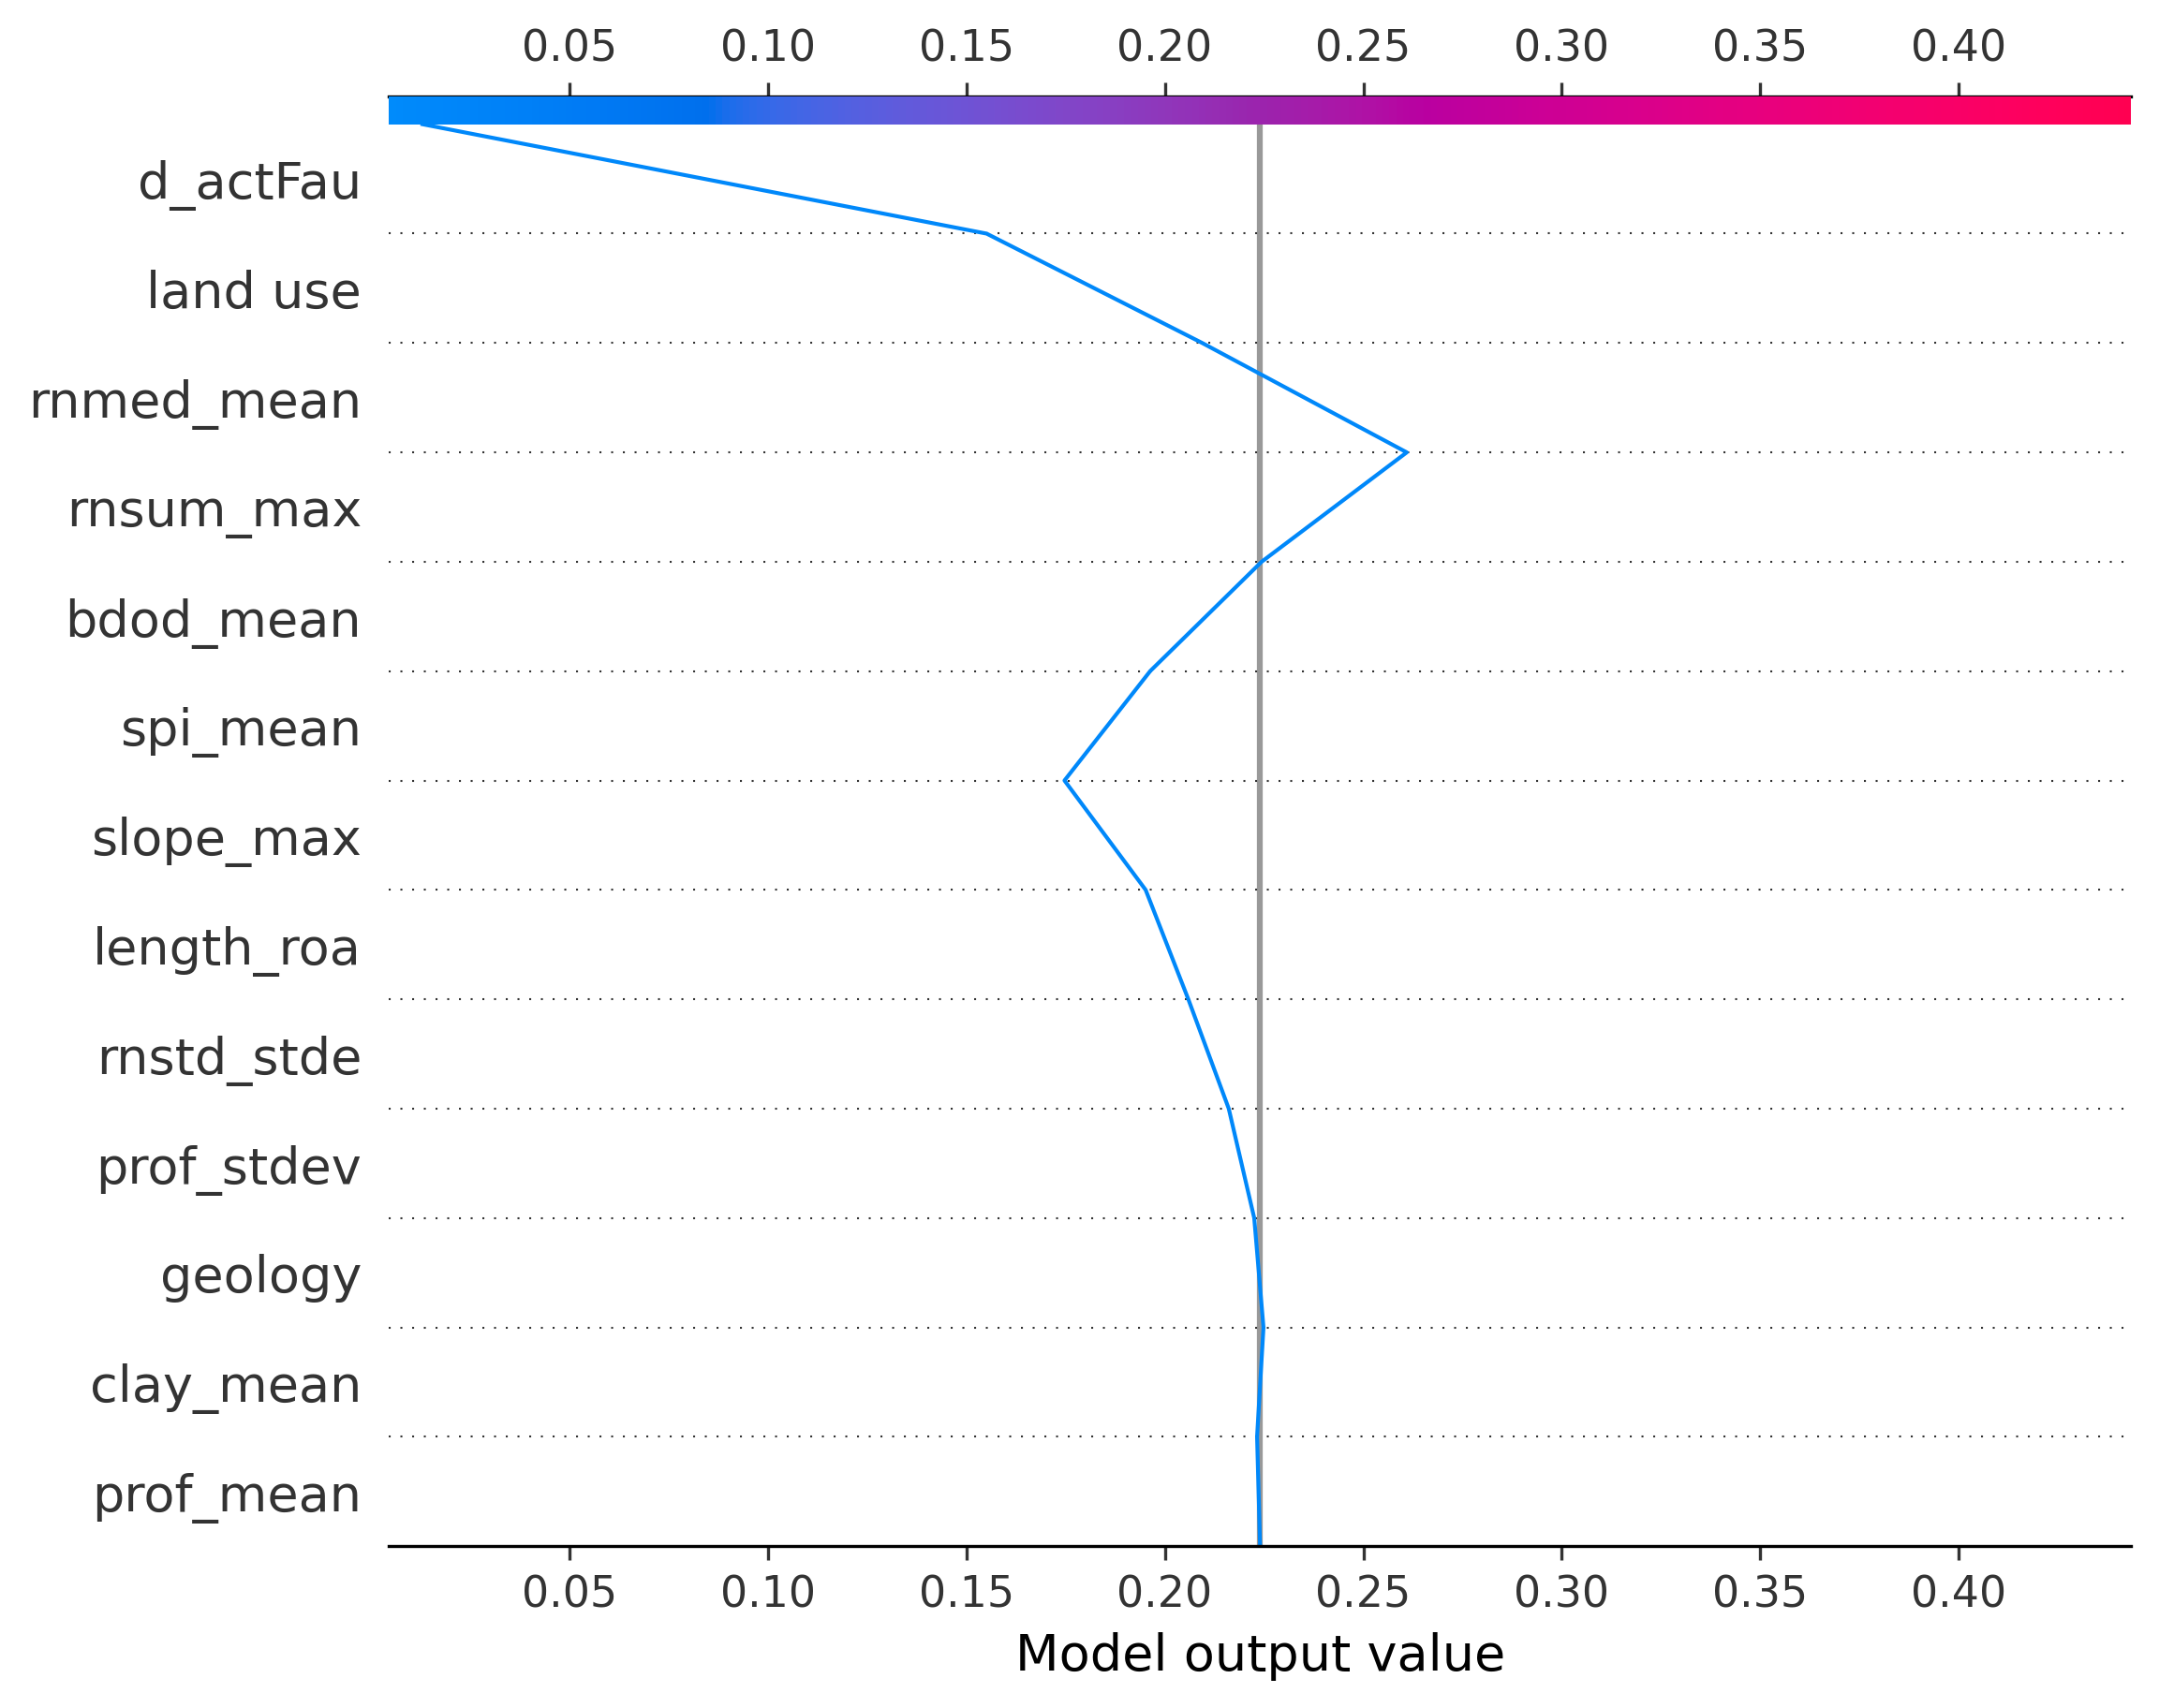 0.05 0.10 0.15 0.20 0.25 0.30 0.35 0.40
d_actFau
land use
rnmed_mean
rnsum_max
bdod_mean
spi_mean
slope_max
length_roa
rnstd_stde
prof_stdev
geology
clay_mean
prof_mean
0.05 0.10 0.15 0.20 0.25 0.30 0.35 0.40
Model output value